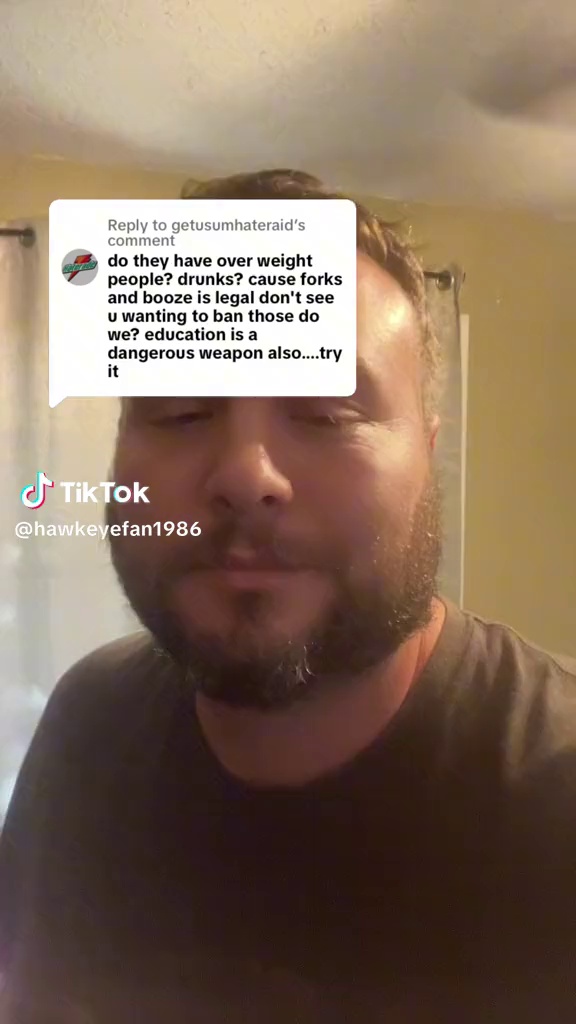 Reply to getusumhateraid's
comment
do they have over weight
people? drunks? cause forks
and booze is legal don't see
u wanting to ban those do
we? education is a
dangerous weapon also....try
it
TikTok
@hawkeyefan1986